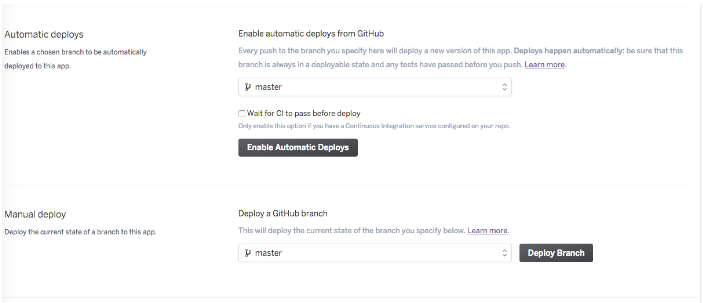 Automatic deploys
Enables a chosen branch to be automatically
deployed to this app.
Enable automatic deploys from GitHub
Every push to the branch you specify here will deploy a new version of this app. Deploys happen automatically: be sure that this
branch is always in a deployable state and any tests have passed before you push. Learn more.
master
Wait for CI to pass before deploy
Only enable this option if you have a Continuous Integration service configured on your repo.
Enable Automatic Deploys
Manual deploy
Deploy the current state of a branch to this app.
Deploy a GitHub branch
This will deploy the current state of the branch you specify below. Learn more.
master
Deploy Branch